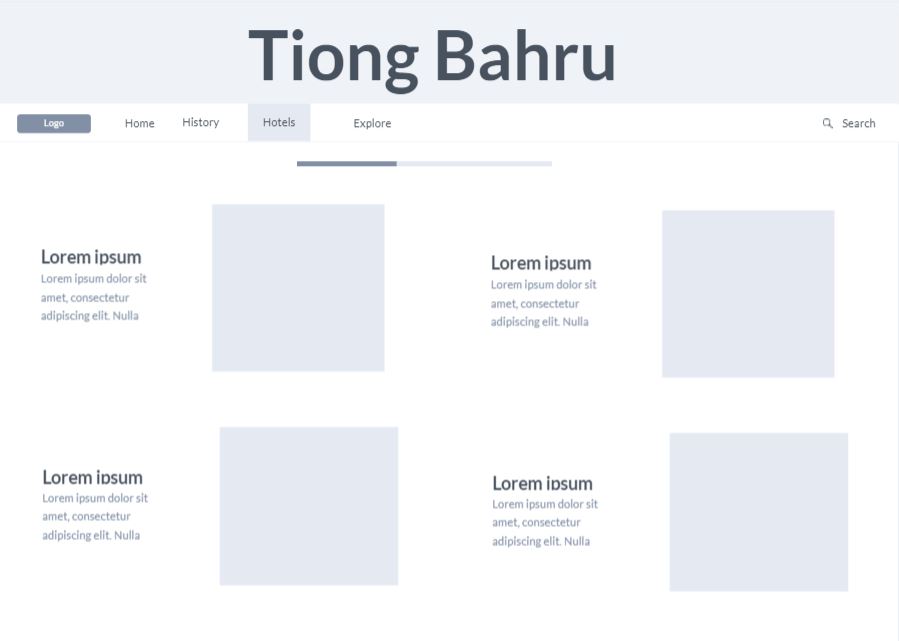 Tiong Bahru
Logo
Home
History
Hotels
Explore
Search
Lorem ipsum
Lorem ipsum dolor sit
amet, consectetur
adipiscing elit. Nulla
Lorem ipsum
Lorem ipsum dolor sit
amet, consectetur
adipiscing elit. Nulla
Lorem ipsum
Lorem ipsum dolor sit
amet, consectetur
adipiscing elit. Nulla
Lorem ipsum
Lorem ipsum dolor sit
amet, consectetur
adipiscing elit. Nulla